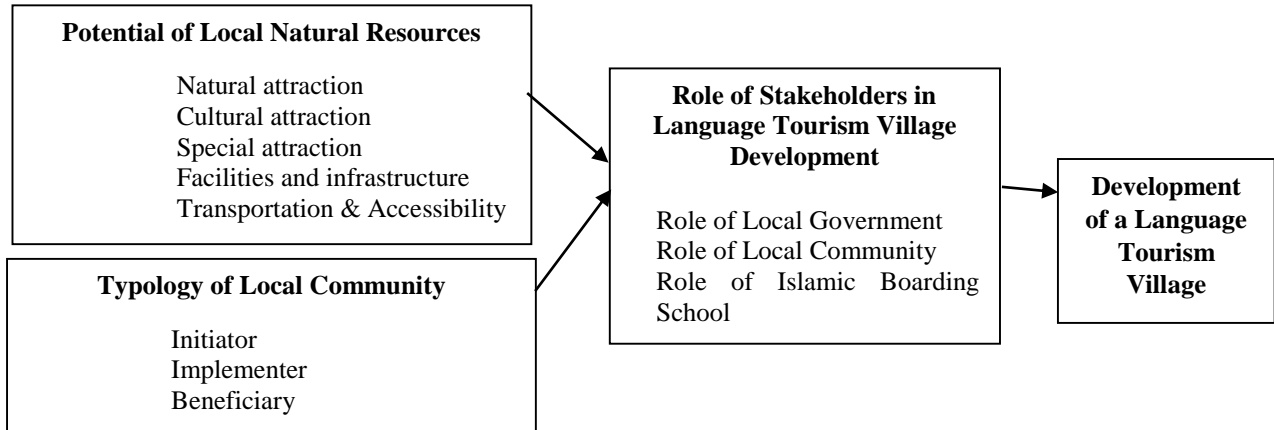 Potential of Local Natural Resources
Natural attraction
Cultural attraction
Special attraction
Facilities and infrastructure
Transportation & Accessibility
Typology of Local Community
Initiator
Implementer
Beneficiary
Role of Stakeholders in
Language Tourism Village
Development
Role of Local Government
Role of Local Community
Role of Islamic Boarding
School
Development
of a Language
Tourism
Village